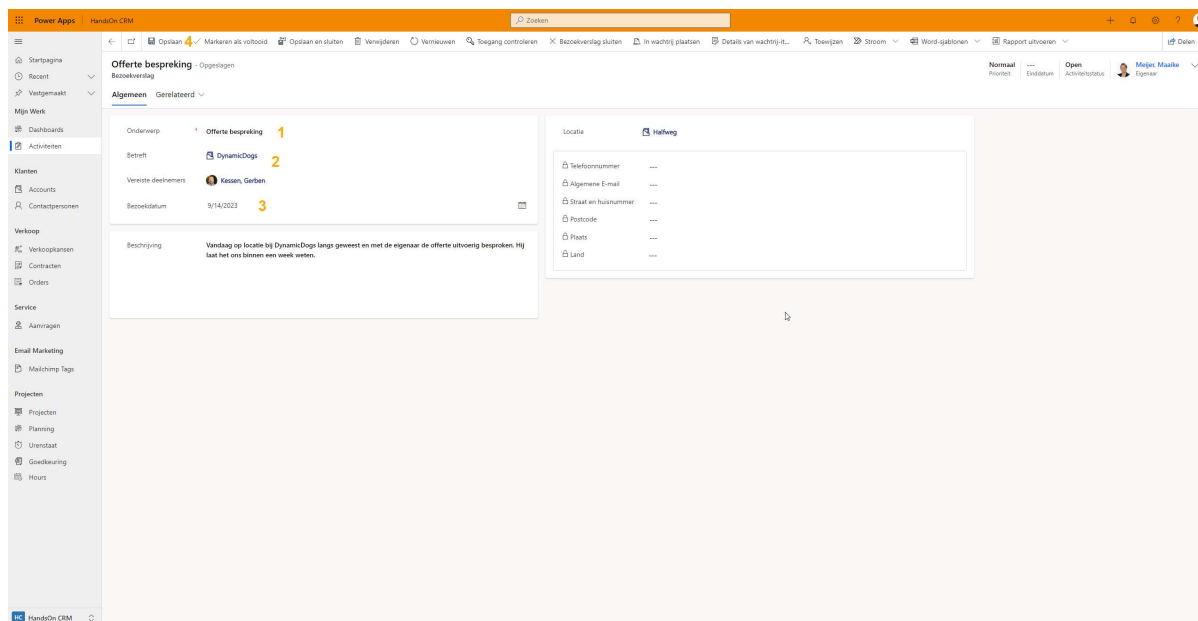 Power Apps HandsOn CRM Zoeken
Opslaan 4 Markeren als voltooid Opslaan en sluiten Verwijderen Vernieuwen Toegang controleren Bezoekverslag sluiten In wachtrij plaatsen Details van wachtrij-it... Toewijzen Stroom Word-sjablonen Rapport uitvoeren Delen
Startpagina
Recent
Vastgemaakt
Mijn Werk
Dashboards
Activiteiten
Klanten
Accounts
Contactpersonen
Verkoop
Verkoopkansen
Contracten
Orders
Service
Aanvragen
Email Marketing
Mailchimp Tags
Projecten
Projecten
Planning
Urenstaat
Goedkeuring
Hours
HC HandsOn CRM
Offerte bespreking - Opgeslagen
Bezoekverslag
Normaal
Prioriteit
---
Einddatum
Open
Activiteitsstatus
Meijer, Maaike
Eigenaar
Algemeen Gerelateerd
Onderwerp * Offerte bespreking 1
Betreft DynamicDogs 2
Vereiste deelnemers Kessen, Gerben
Bezoekdatum 9/14/2023 3
Beschrijving Vandaag op locatie bij DynamicDogs langs geweest en met de eigenaar de offerte uitvoerig besproken. Hij
laat het ons binnen een week weten.
Locatie Halfweg
Telefoonnummer ---
Algemene E-mail ---
Straat en huisnummer ---
Postcode ---
Plaats ---
Land ---